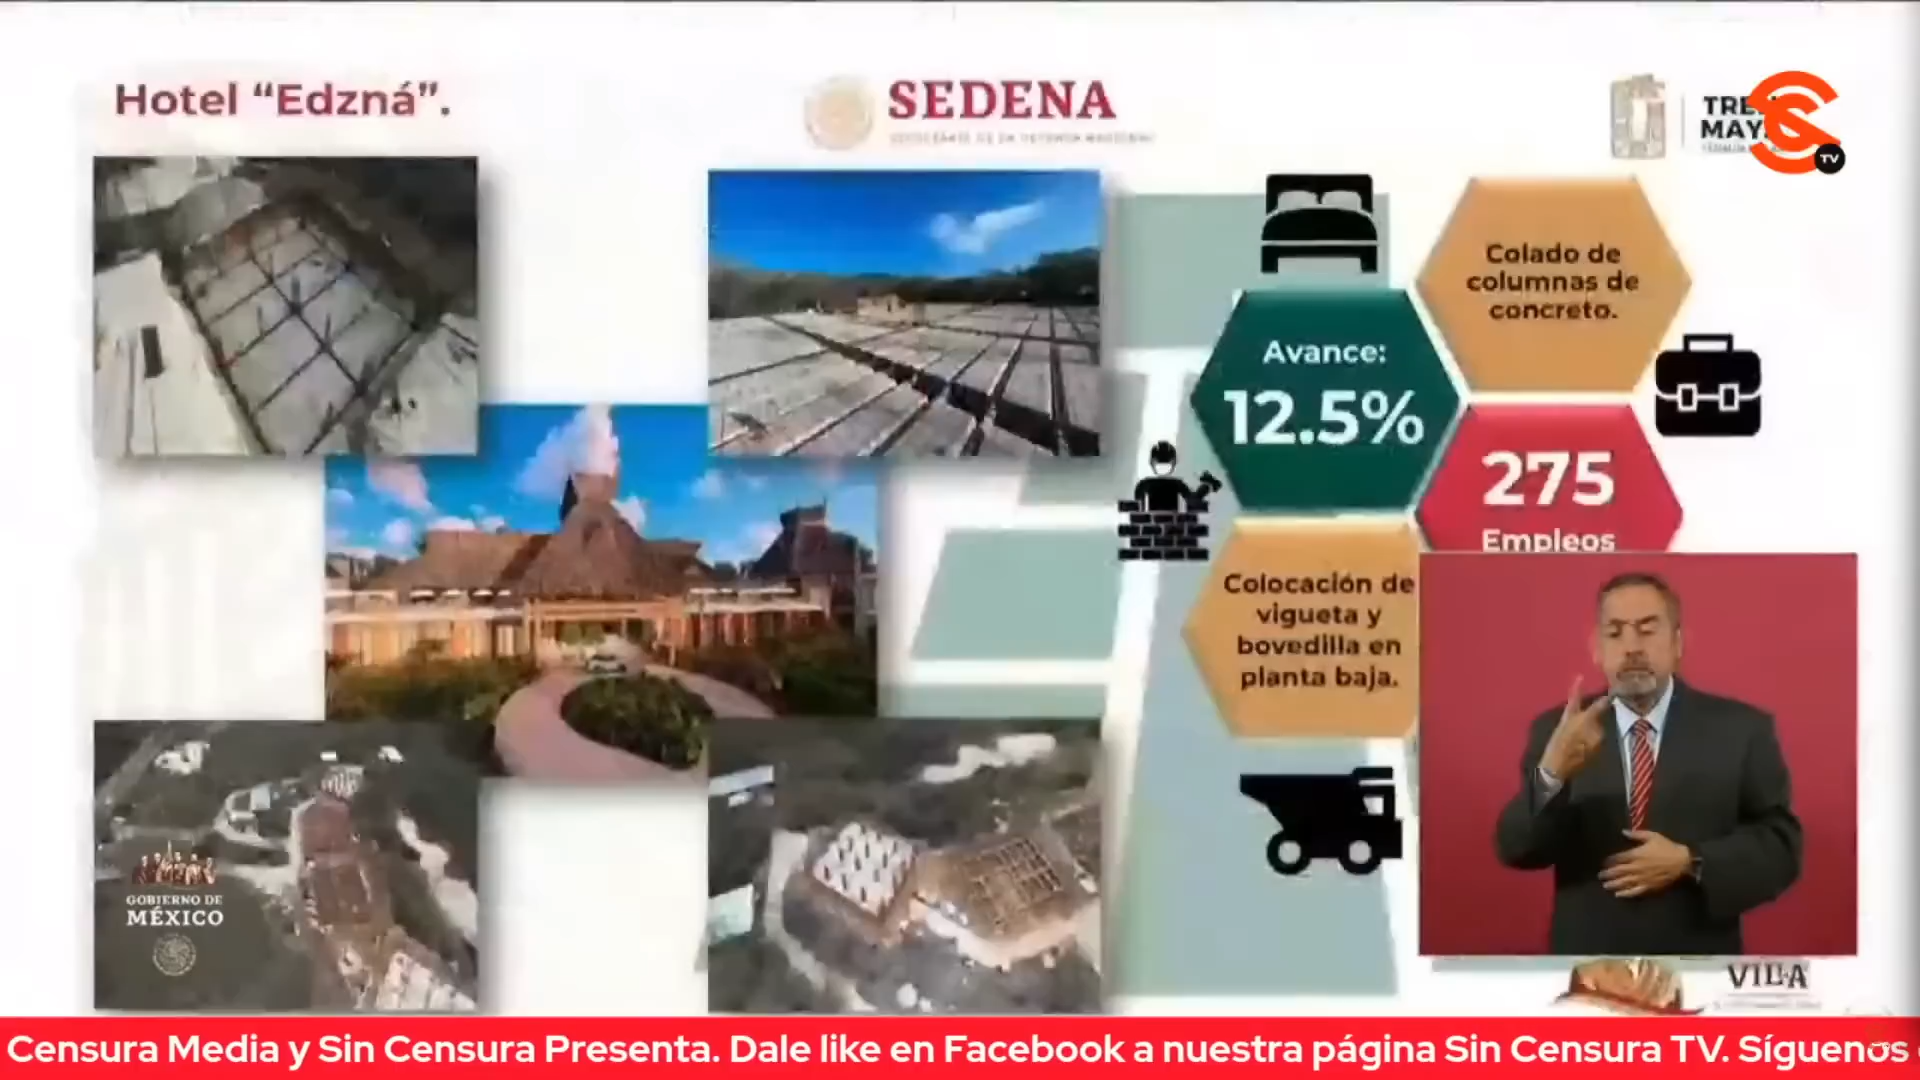 Hotel “Edzná”.
SEDENA
TV
Colado de
columnas de
concreto.
Avance:
12.5%
275
Empleos
Colocación de
vigueta y
bovedilla en
planta baja.
GOBIERNO DE
MÉXICO
Censura Media y Sin Censura Presenta. Dale like en Facebook a nuestra página Sin Censura TV. Síguenos